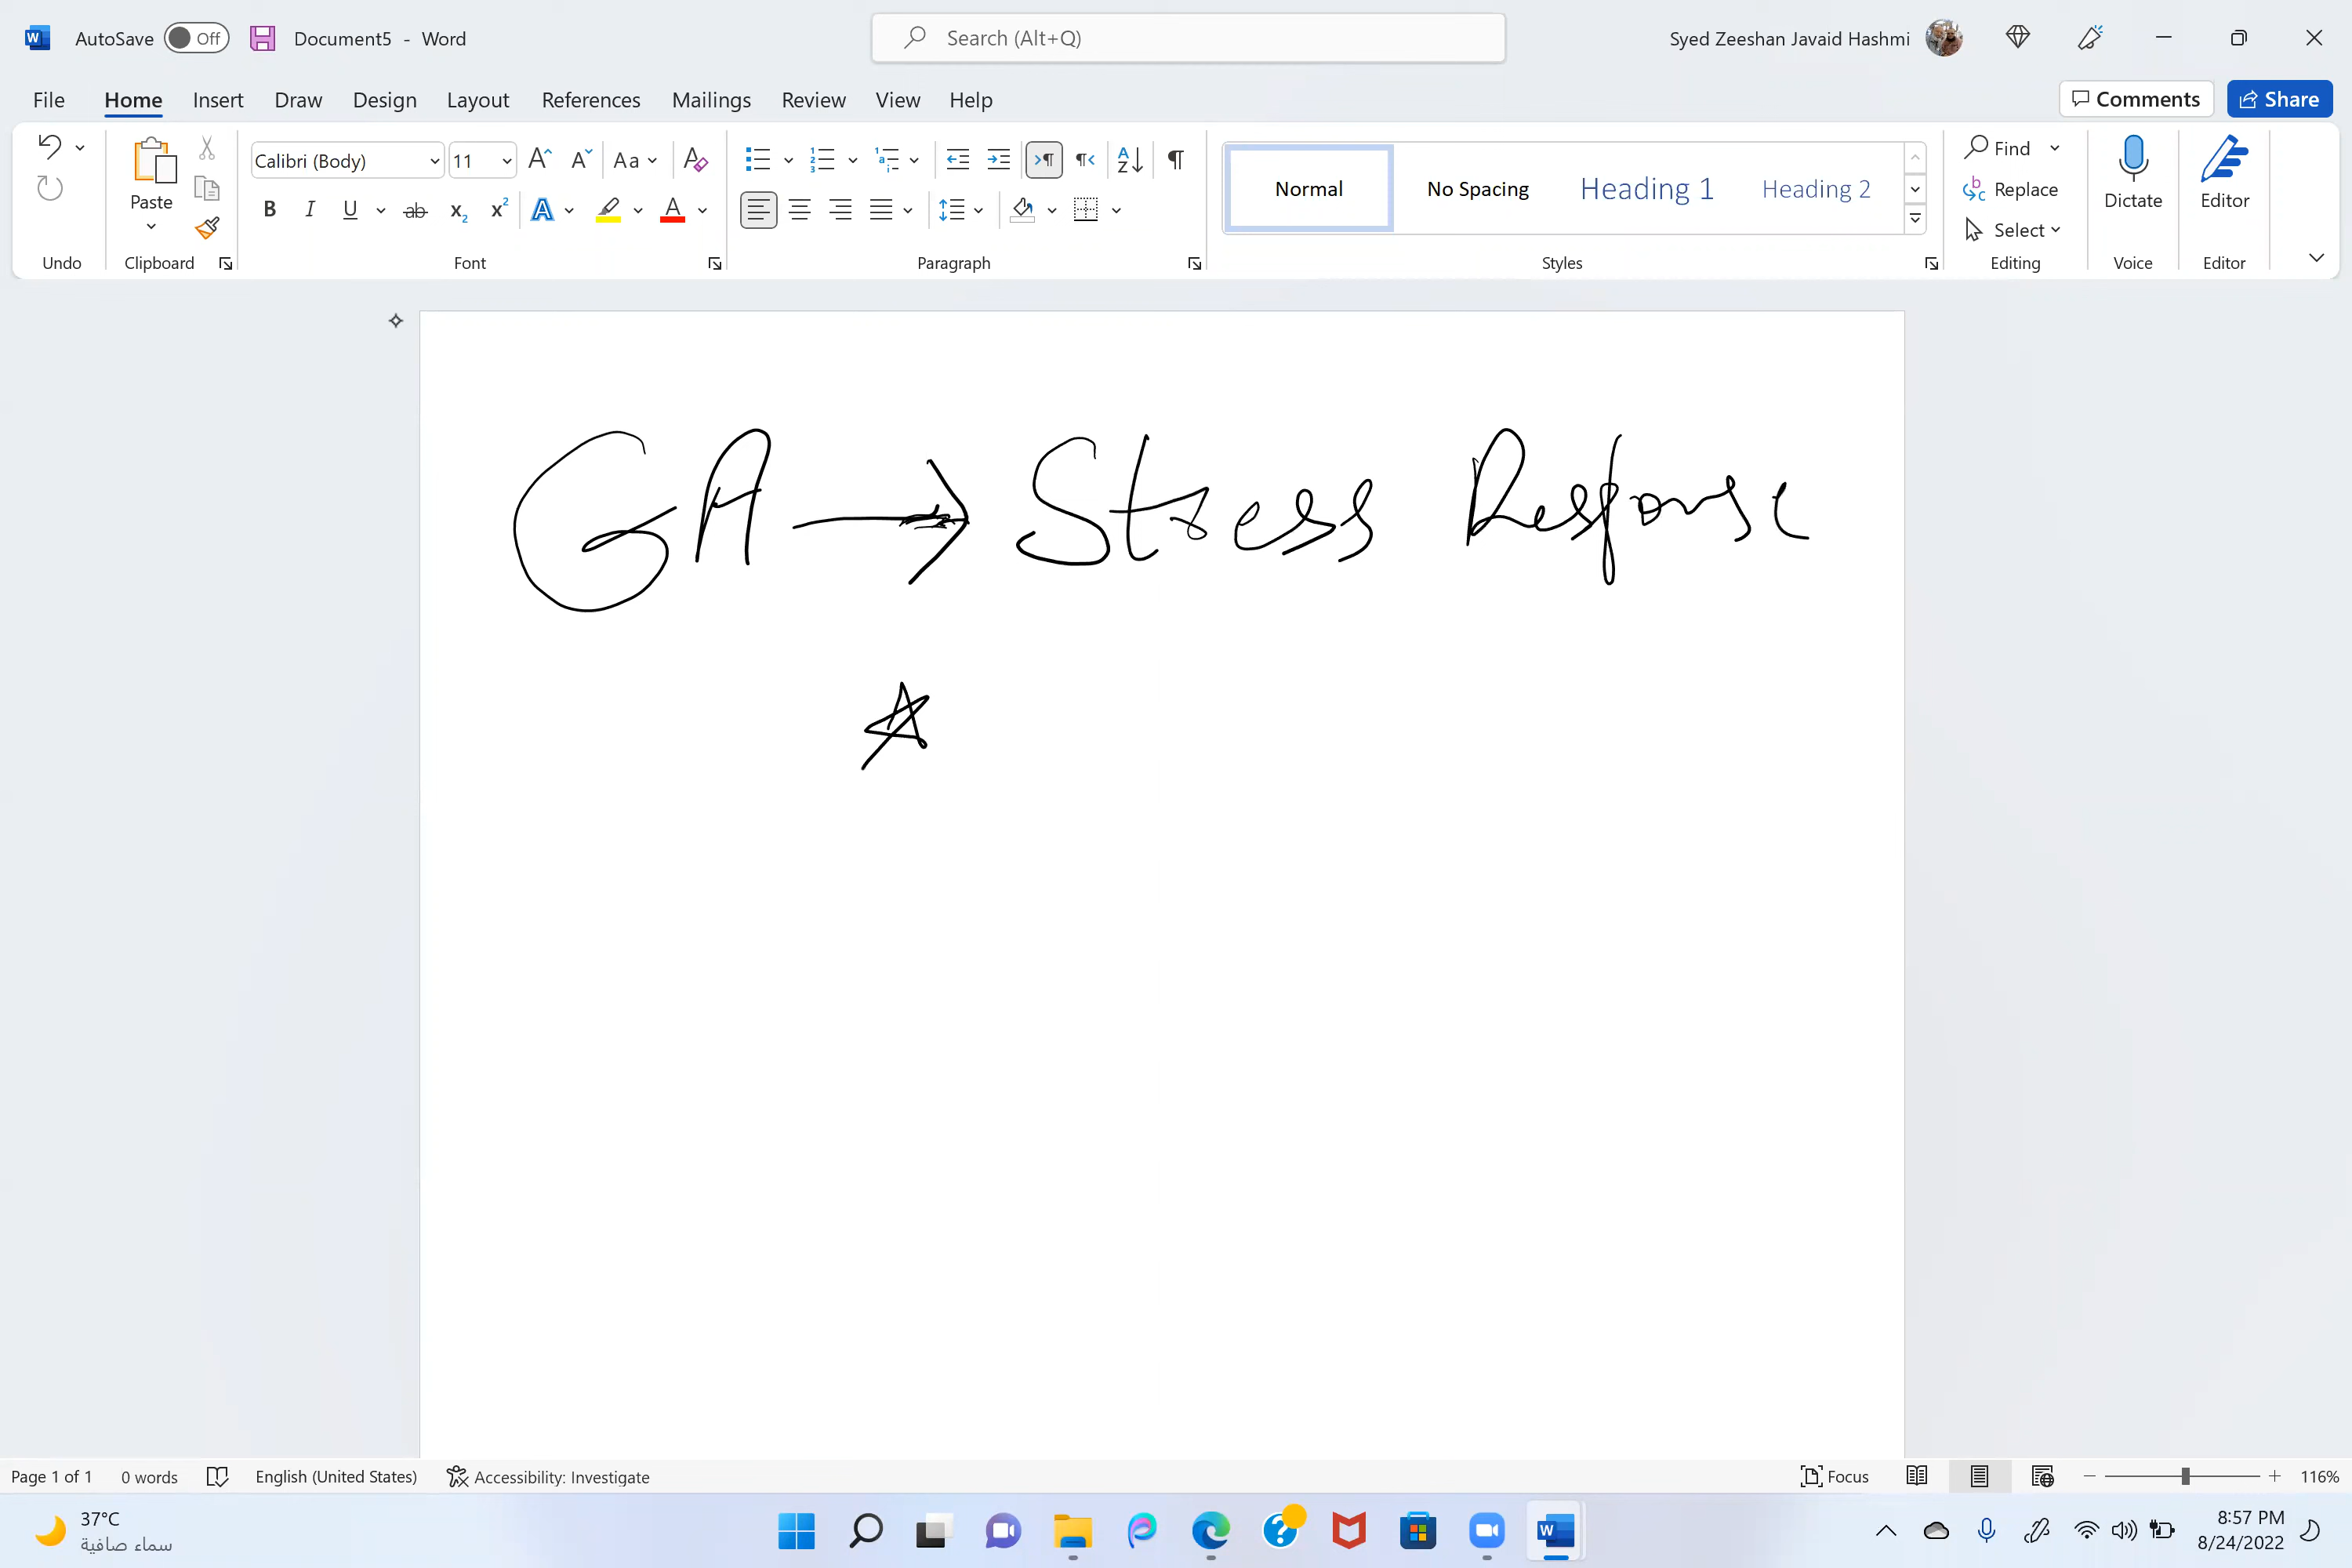 AutoSave Off Document5 - Word Search (Alt+Q) Syed Zeeshan Javaid Hashmi
File Home Insert Draw Design Layout References Mailings Review View Help Comments Share
Calibri (Body) 11 Normal No Spacing Heading 1 Heading 2 Find
Paste Replace Dictate Editor
Select
Undo Clipboard Font Paragraph Styles Editing Voice Editor
GA → Stress Response
Page 1 of 1 0 words English (United States) Accessibility: Investigate Focus 116%
37°C 8:57 PM
سماء صافية 8/24/2022